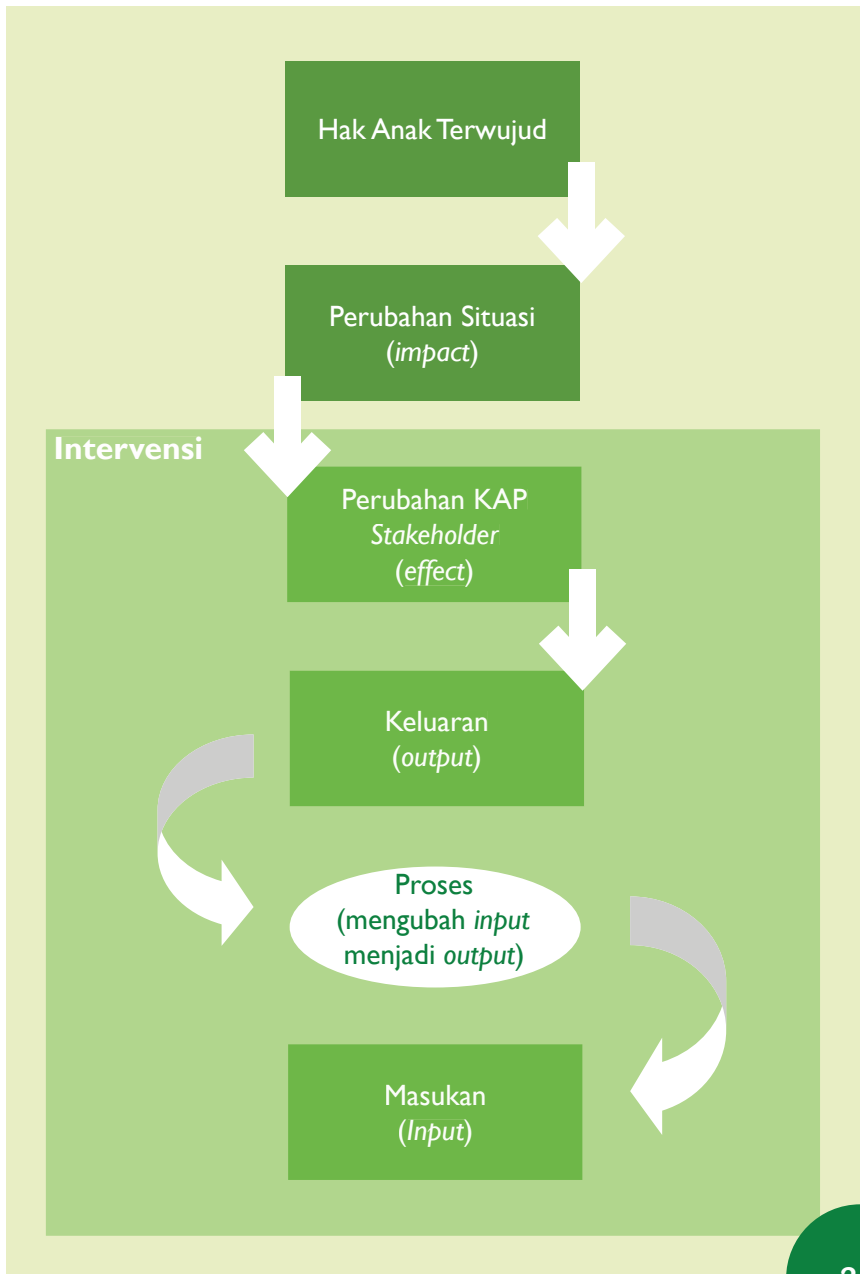 Hak Anak Terwujud
Perubahan Situasi
(impact)
Intervensi
Perubahan KAP
Stakeholder
(effect)
Keluaran
(output)
Proses
(mengubah input
menjadi output)
Masukan
(Input)